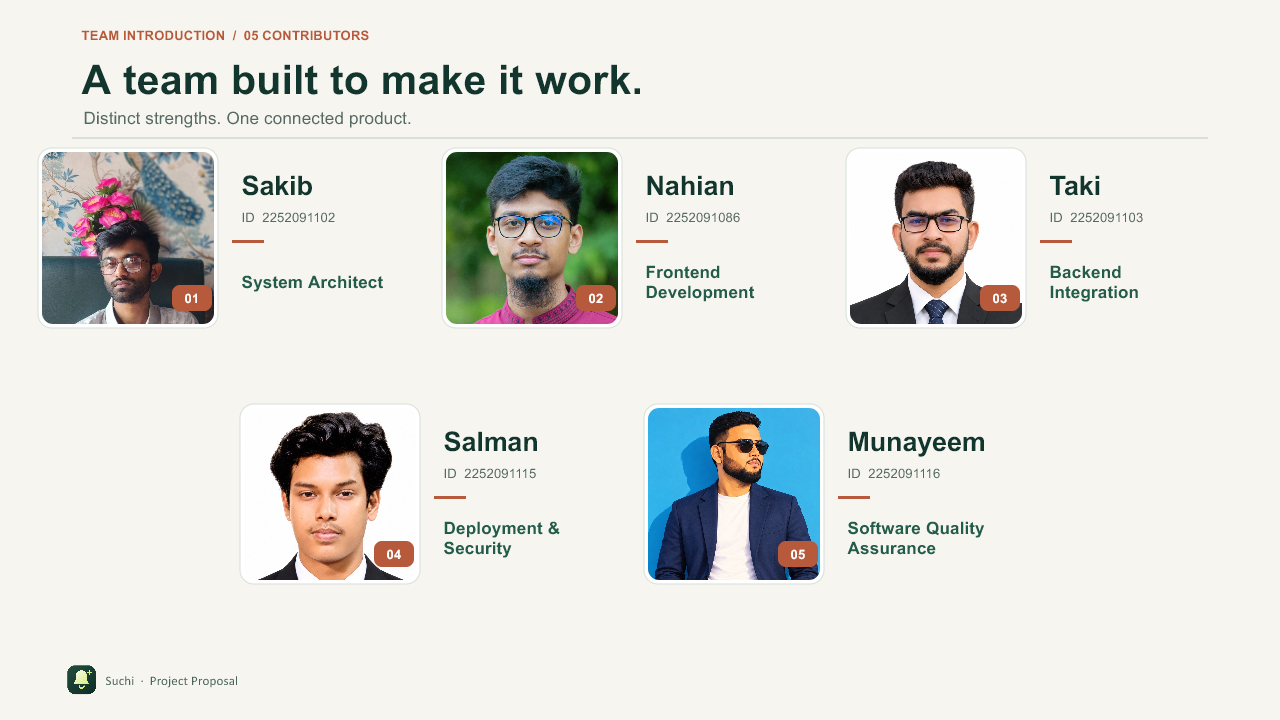 TEAM INTRODUCTION / 05 CONTRIBUTORS
A team built to make it work.
Distinct strengths. One connected product.
01
Sakib
ID 2252091102
System Architect
02
Nahian
ID 2252091086
Frontend
Development
03
Taki
ID 2252091103
Backend
Integration
04
Salman
ID 2252091115
Deployment &
Security
05
Munayeem
ID 2252091116
Software Quality
Assurance
Suchi · Project Proposal